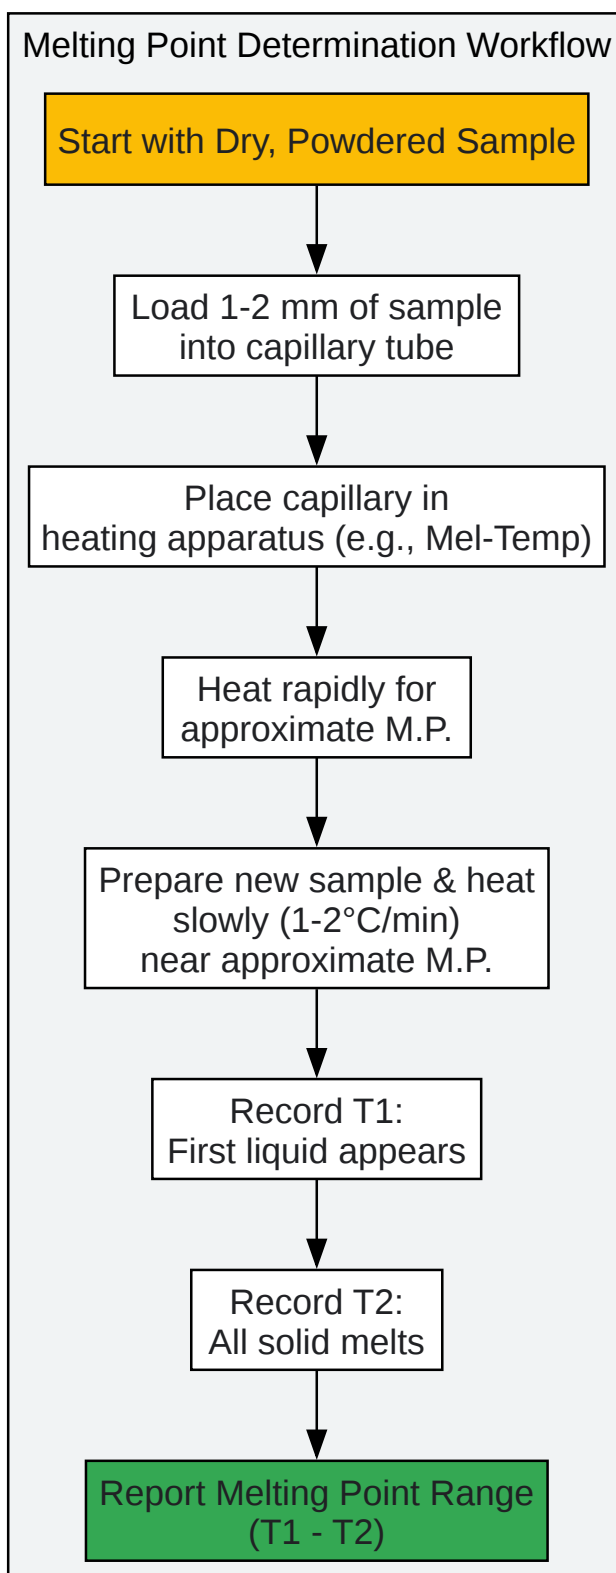 Melting Point Determination Workflow
Start with Dry, Powdered Sample
Load 1-2 mm of sample
into capillary tube
Place capillary in
heating apparatus (e.g., Mel-Temp)
Heat rapidly for
approximate M.P.
Prepare new sample & heat
slowly (1-2°C/min)
near approximate M.P.
Record T1:
First liquid appears
Record T2:
All solid melts
Report Melting Point Range
(T1 - T2)